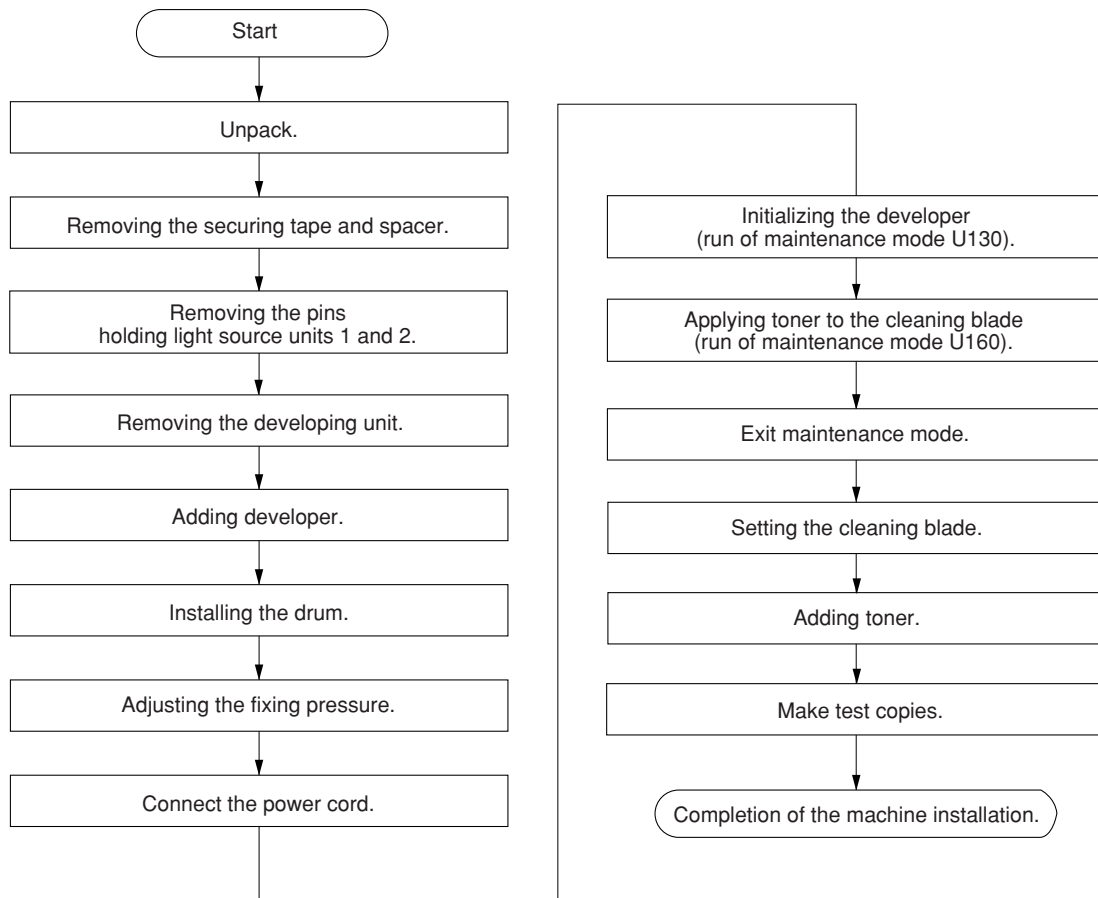 Start
Unpack.
Removing the securing tape and spacer.
Removing the pins
holding light source units 1 and 2.
Removing the developing unit.
Adding developer.
Installing the drum.
Adjusting the fixing pressure.
Connect the power cord.
Initializing the developer
(run of maintenance mode U130).
Applying toner to the cleaning blade
(run of maintenance mode U160).
Exit maintenance mode.
Setting the cleaning blade.
Adding toner.
Make test copies.
Completion of the machine installation.